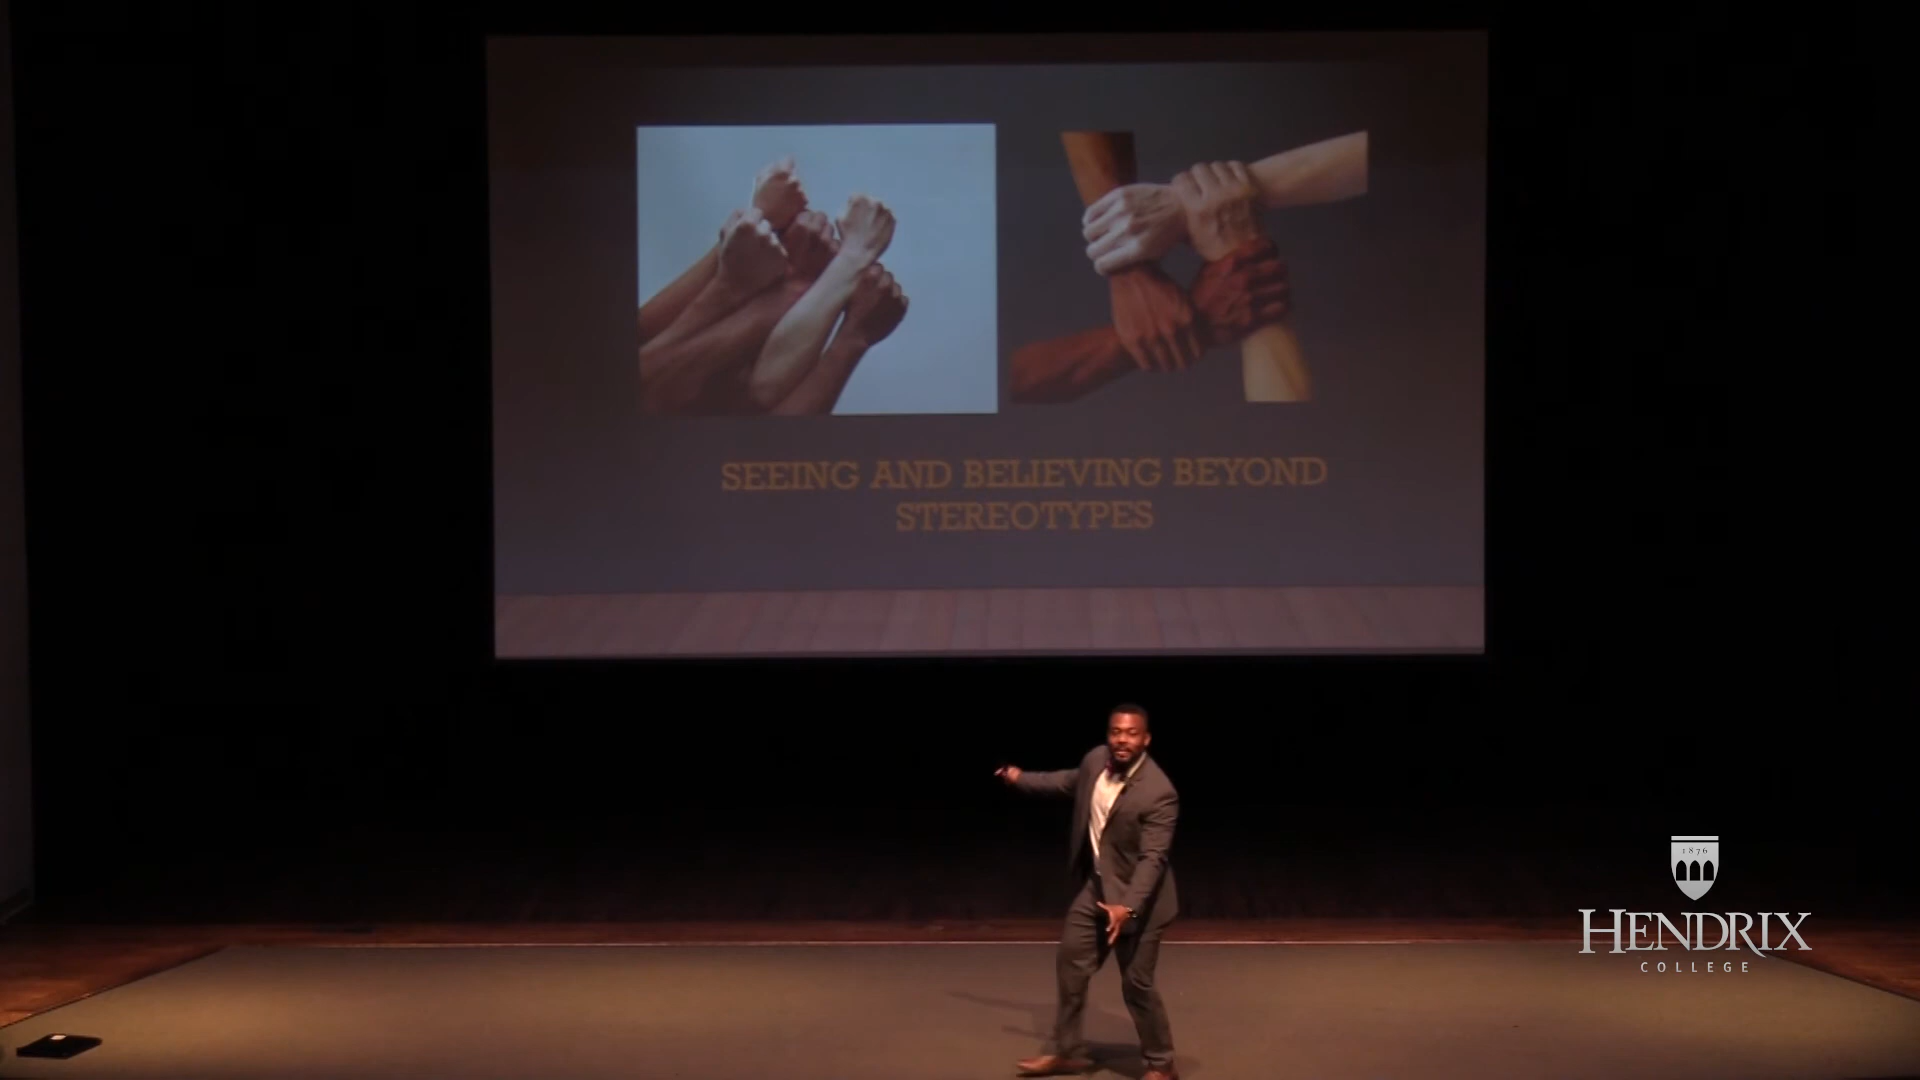 SEEING AND BELIEVING BEYOND
STEREOTYPES
1876
HENDRIX
COLLEGE